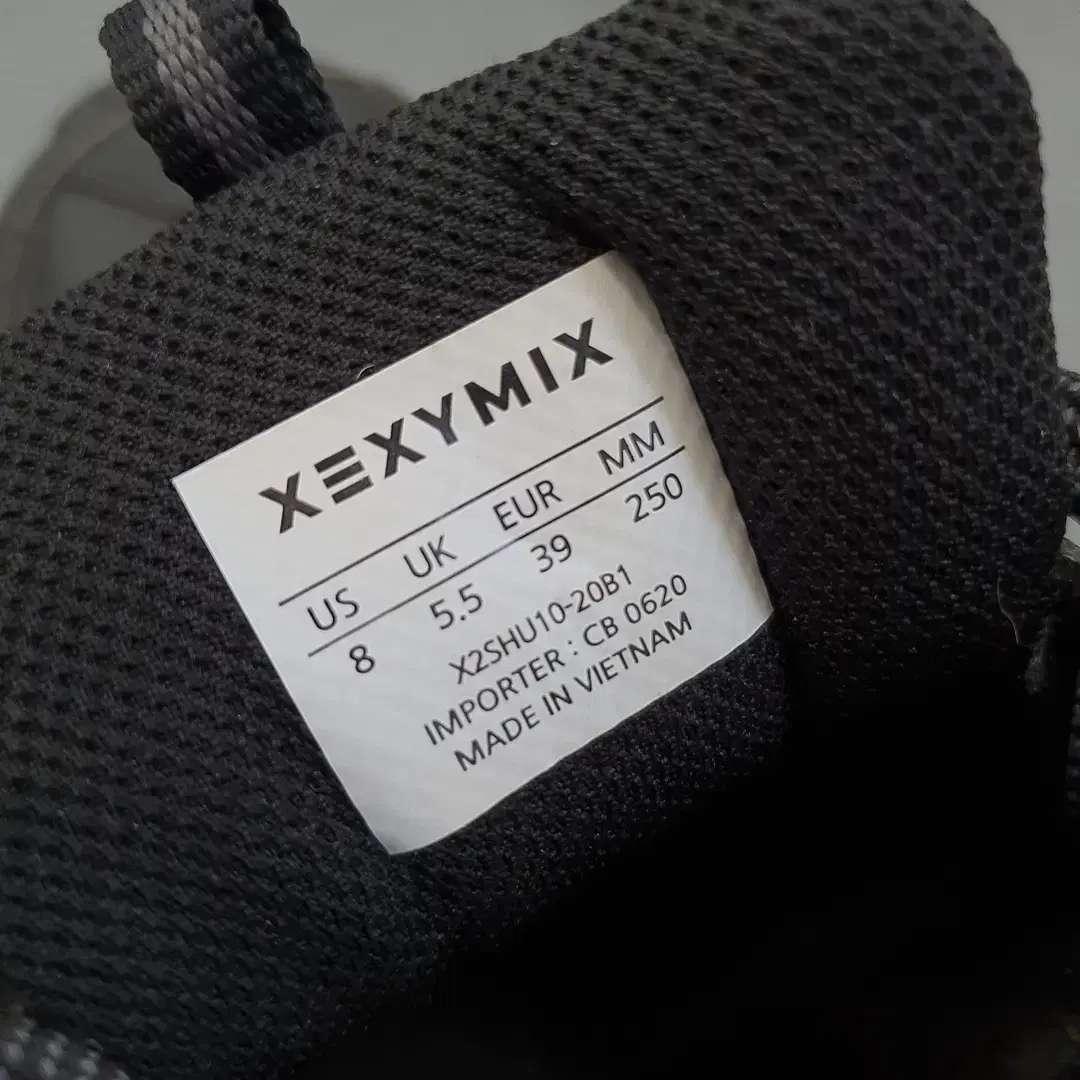 XEXYMIX
US UK EUR MM
8 5.5 39 250
X2SHU10-20B1
IMPORTER : CB 0620
MADE IN VIETNAM